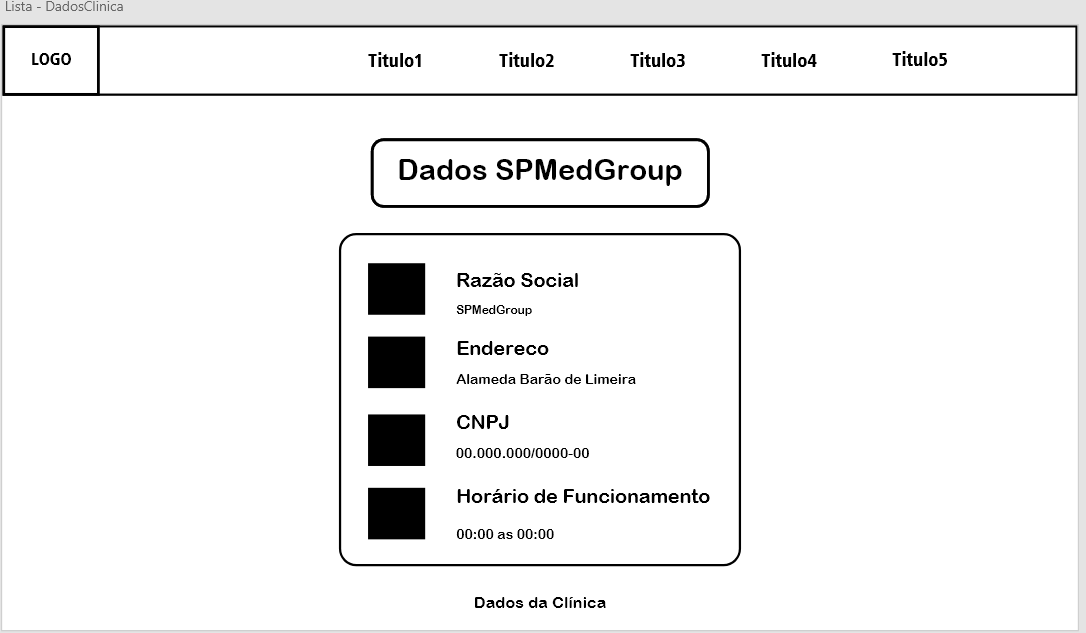 Lista - DadosClinica
LOGO
Titulo1
Titulo2
Titulo3
Titulo4
Titulo5
Dados SPMedGroup
Razão Social
SPMedGroup
Endereco
Alameda Barão de Limeira
CNPJ
00.000.000/0000-00
Horário de Funcionamento
00:00 as 00:00
Dados da Clínica